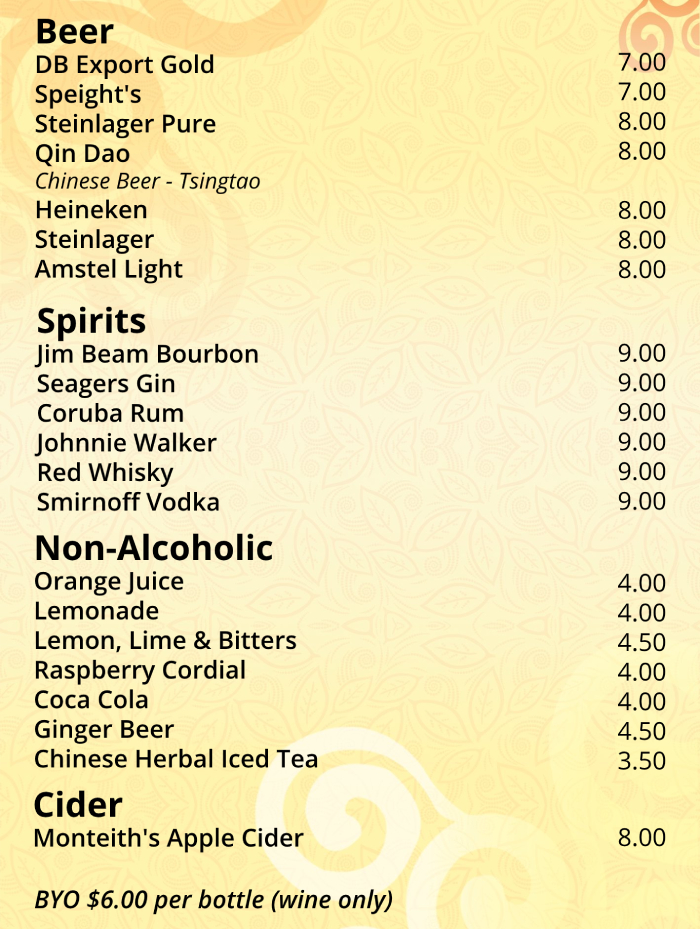 Beer
DB Export Gold 7.00
Speight's 7.00
Steinlager Pure 8.00
Qin Dao 8.00
Chinese Beer - Tsingtao
Heineken 8.00
Steinlager 8.00
Amstel Light 8.00
Spirits
Jim Beam Bourbon 9.00
Seagers Gin 9.00
Coruba Rum 9.00
Johnnie Walker 9.00
Red Whisky 9.00
Smirnoff Vodka 9.00
Non-Alcoholic
Orange Juice 4.00
Lemonade 4.00
Lemon, Lime & Bitters 4.50
Raspberry Cordial 4.00
Coca Cola 4.00
Ginger Beer 4.50
Chinese Herbal Iced Tea 3.50
Cider
Monteith's Apple Cider 8.00
BYO $6.00 per bottle (wine only)